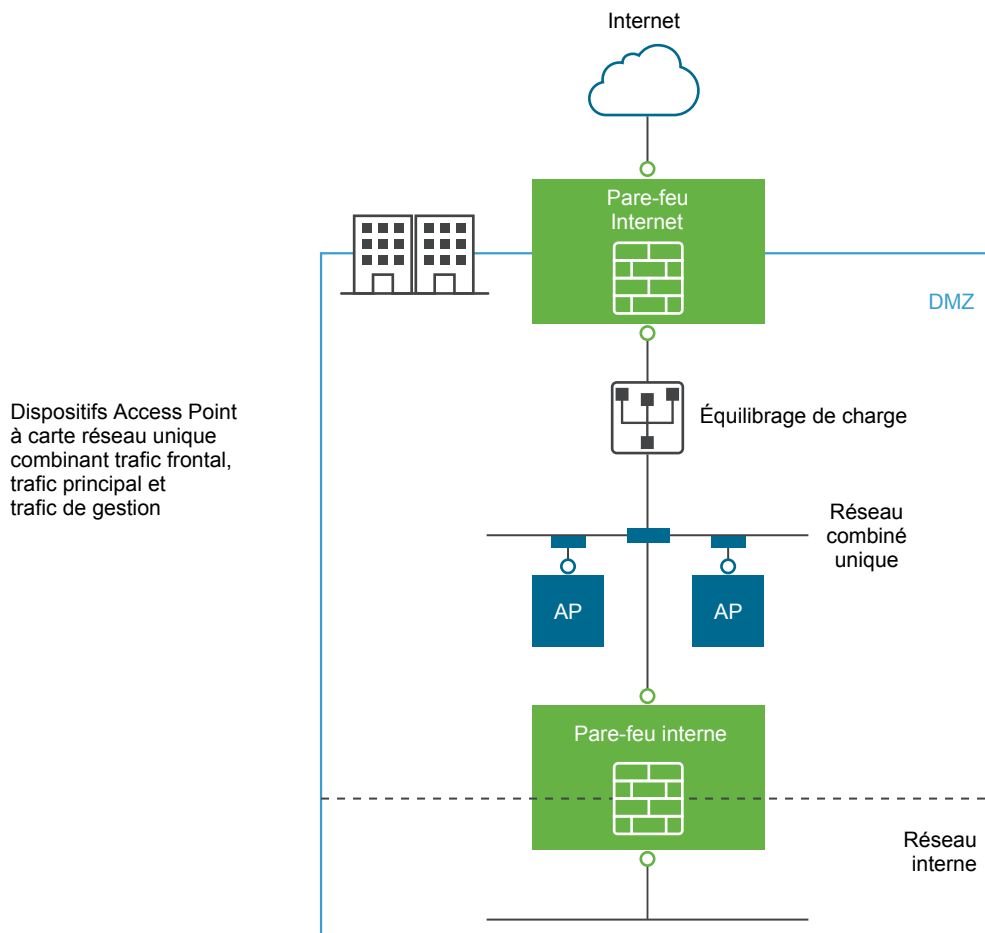 Internet
Pare-feu
Internet
DMZ
Dispositifs Access Point
à carte réseau unique
combinant trafic frontal,
trafic principal et
trafic de gestion
Équilibrage de charge
Réseau
combiné
unique
AP
AP
Pare-feu interne
Réseau
interne